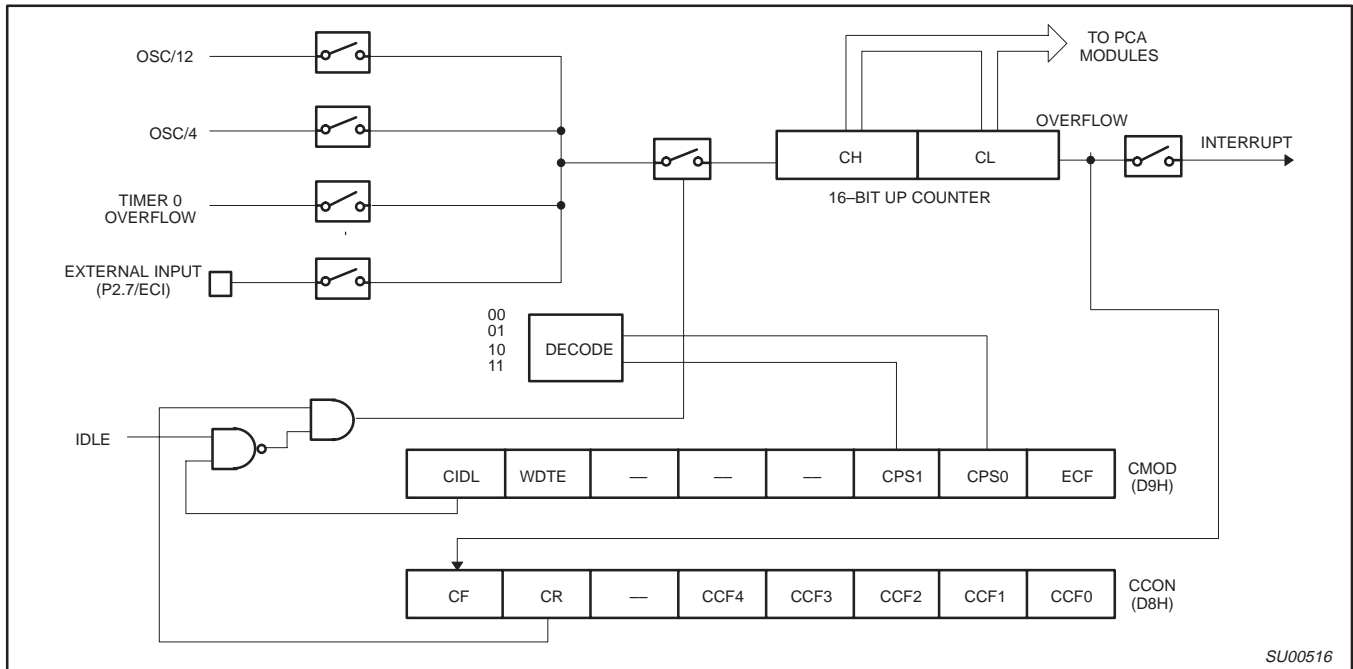 OSC/12
TO PCA
MODULES
OSC/4
OVERFLOW
INTERRUPT
CH
CL
16–BIT UP COUNTER
TIMER 0
OVERFLOW
EXTERNAL INPUT
(P2.7/ECI)
00
01
10
11
DECODE
IDLE
CIDL WDTE –– –– –– CPS1 CPS0 ECF
CMOD
(D9H)
CF CR –– CCF4 CCF3 CCF2 CCF1 CCF0
CCON
(D8H)
SU00516